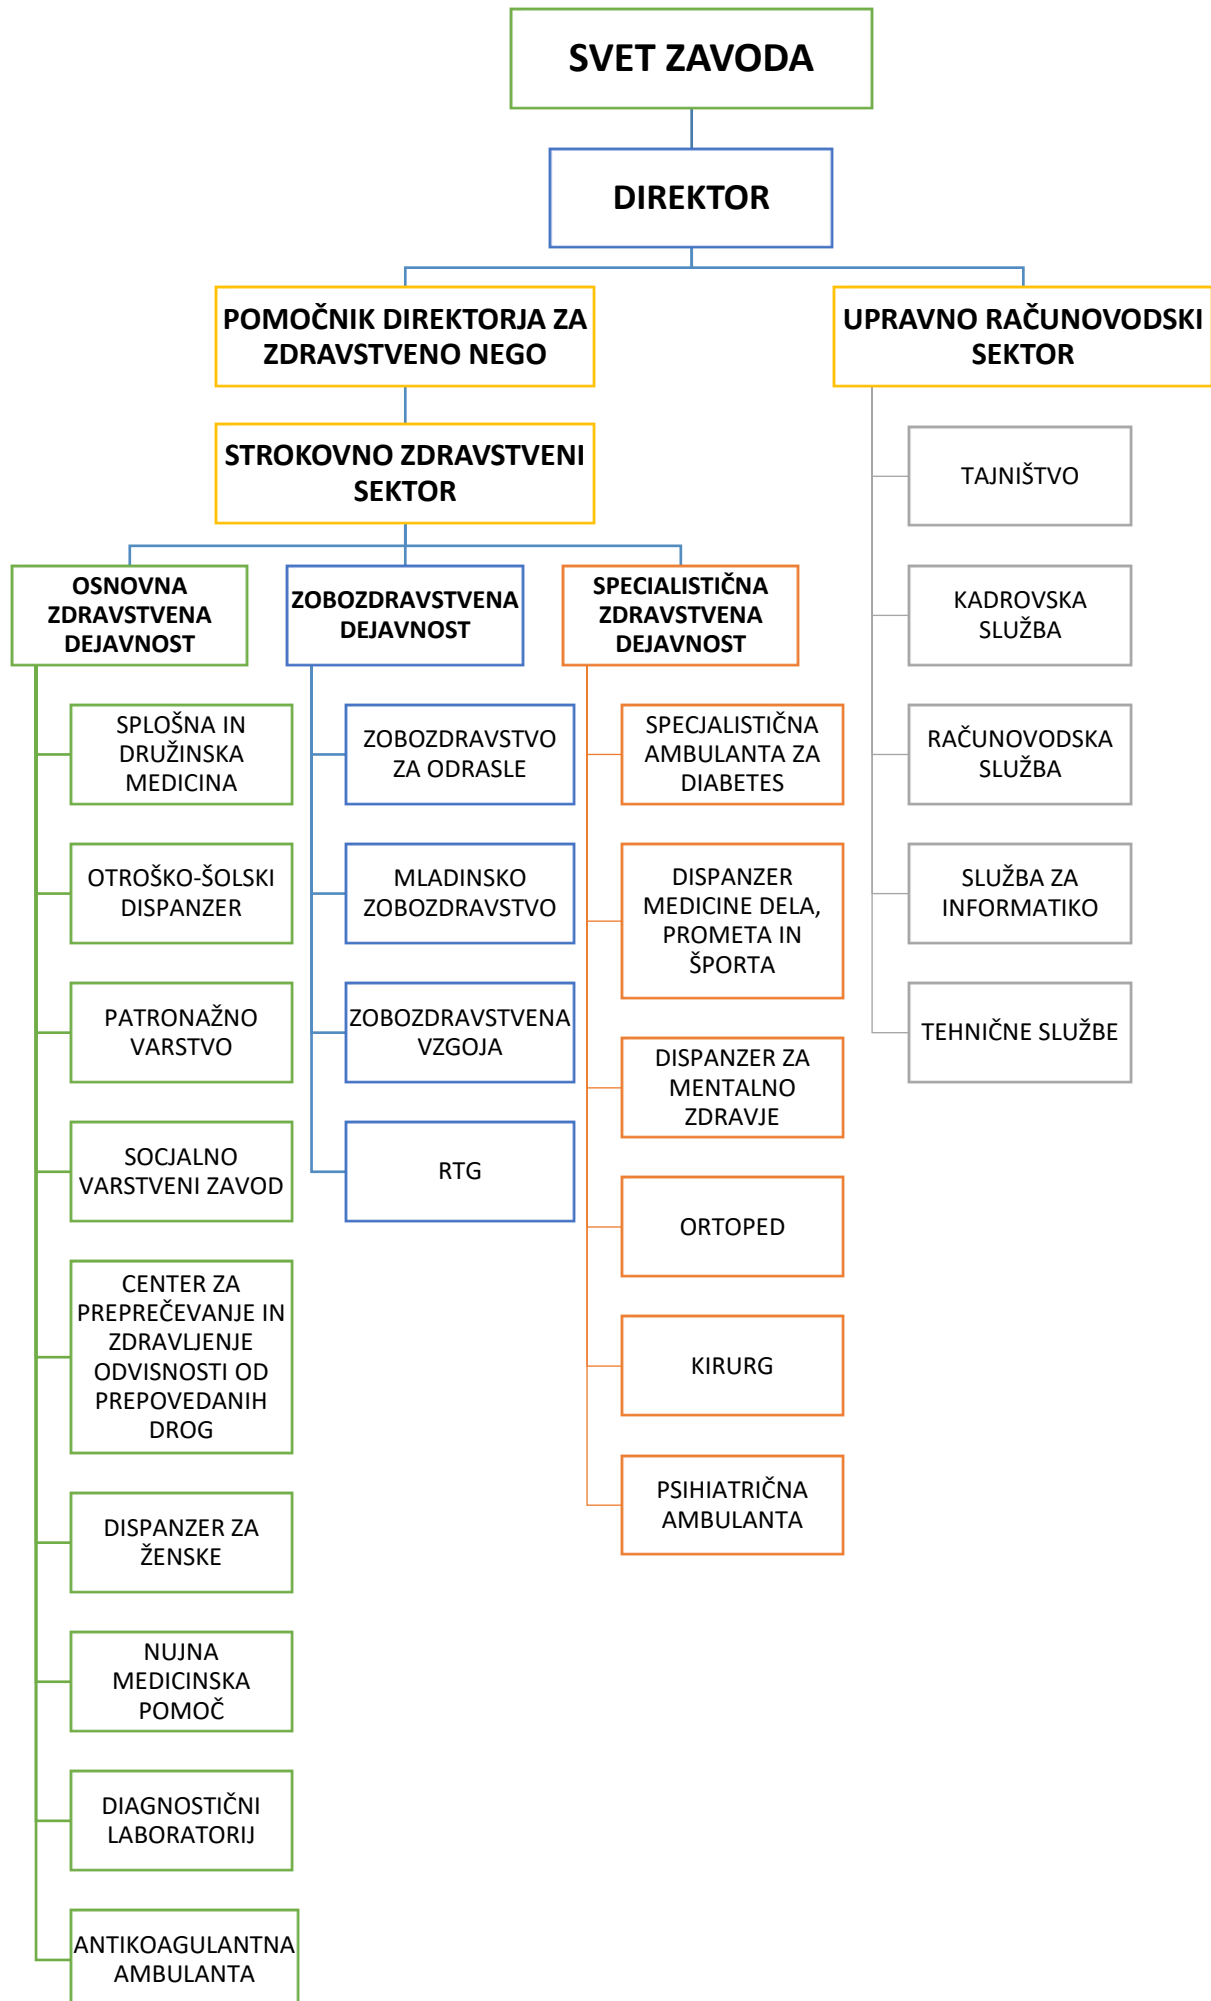 SVET ZAVODA
DIREKTOR
POMOČNIK DIREKTORJA ZA
ZDRAVSTVENO NEGO
UPRAVNO RAČUNOVODSKI
SEKTOR
STROKOVNO ZDRAVSTVENI
SEKTOR
OSNOVNA
ZDRAVSTVENA
DEJAVNOST
SPLOŠNA IN
DRUŽINSKA
MEDICINA
OTROŠKO-ŠOLSKI
DISPANZER
PATRONAŽNO
VARSTVO
SOCJALNO
VARSTVENI ZAVOD
CENTER ZA
PREPREČEVANJE IN
ZDRAVLJENJE
ODVISNOSTI OD
PREPOVEDANIH
DROG
DISPANZER ZA
ŽENSKE
NUJNA
MEDICINSKA
POMOČ
DIAGNOSTIČNI
LABORATORIJ
ANTIKOAGULANTNA
AMBULANTA
ZOBOZDRAVSTVENA
DEJAVNOST
ZOBOZDRAVSTVO
ZA ODRASLE
MLADINSKO
ZOBOZDRAVSTVO
ZOBOZDRAVSTVENA
VZGOJA
RTG
SPECIALISTIČNA
ZDRAVSTVENA
DEJAVNOST
SPECJALISTIČNA
AMBULANTA ZA
DIABETES
DISPANZER
MEDICINE DELA,
PROMETA IN
ŠPORTA
DISPANZER ZA
MENTALNO
ZDRAVJE
ORTOPED
KIRURG
PSIHIATRIČNA
AMBULANTA
TAJNIŠTVO
KADROVSKA
SLUŽBA
RAČUNOVODSKA
SLUŽBA
SLUŽBA ZA
INFORMATIKO
TEHNIČNE SLUŽBE